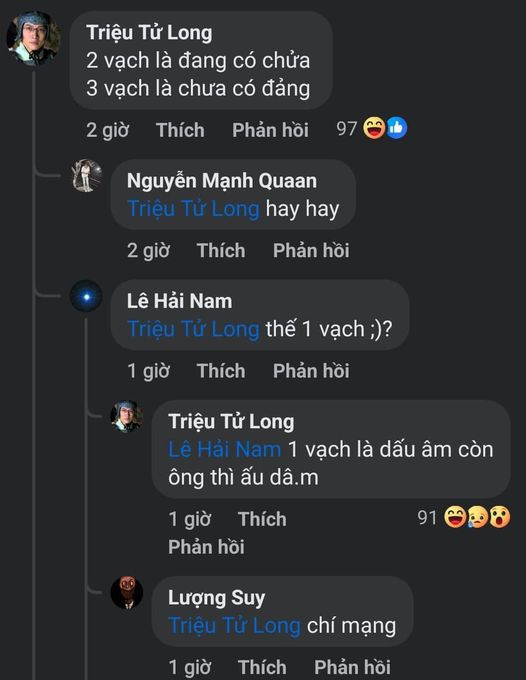 Triệu Tử Long
2 vạch là đang có chửa
3 vạch là chưa có đảng
2 giờ Thích Phản hồi 97
Nguyễn Mạnh Quaan
Triệu Tử Long hay hay
2 giờ Thích Phản hồi
Lê Hải Nam
Triệu Tử Long thế 1 vạch ;)?
1 giờ Thích Phản hồi
Triệu Tử Long
Lê Hải Nam 1 vạch là dấu âm còn
ông thì ấu dâ.m
1 giờ Thích 91
Phản hồi
Lượng Suy
Triệu Tử Long chí mạng
1 giờ Thích Phản hồi